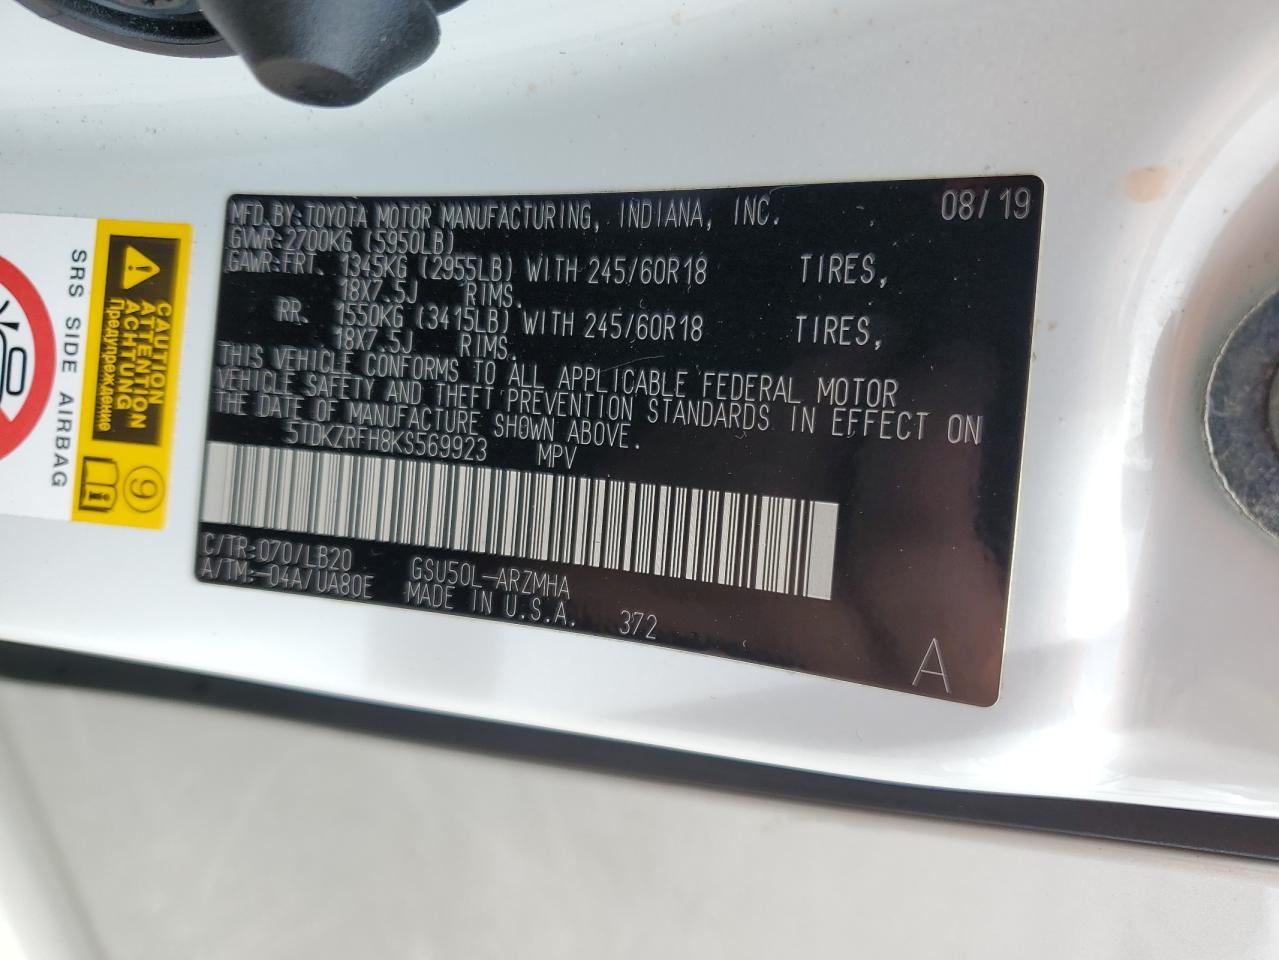 MFD.BY:TOYOTA MOTOR MANUFACTURING, INDIANA, INC. 08/19
GVWR:2700KG (5950LB)
GAWR:FRT. 1345KG (2955LB) WITH 245/60R18 TIRES,
18X7.5J RIMS.
RR. 1550KG (3415LB) WITH 245/60R18 TIRES,
18X7.5J RIMS.
THIS VEHICLE CONFORMS TO ALL APPLICABLE FEDERAL MOTOR
VEHICLE SAFETY AND THEFT PREVENTION STANDARDS IN EFFECT ON
THE DATE OF MANUFACTURE SHOWN ABOVE.
5TDKZRFH8KS569923 MPV
C/TR:070/LB20 GSU50L-ARZMHA
A/TM:-04A/UA80E MADE IN U.S.A. 372
A
CAUTION
ATTENTION
ACHTUNG
Предупреждение
9
i
SRS SIDE AIRBAG